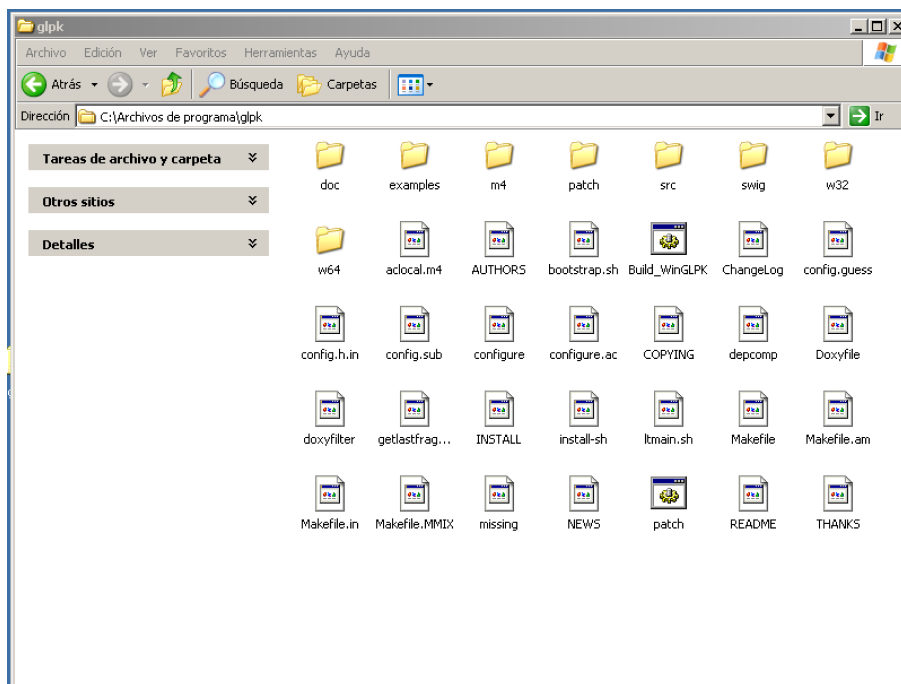 glpk
Archivo Edición Ver Favoritos Herramientas Ayuda
Atrás Búsqueda Carpetas
Dirección C:\Archivos de programa\glpk Ir
Tareas de archivo y carpeta
Otros sitios
Detalles
doc examples m4 patch src swig w32
w64 aclocal.m4 AUTHORS bootstrap.sh Build_WinGLPK ChangeLog config.guess
config.h.in config.sub configure configure.ac COPYING depcomp Doxyfile
doxyfilter getlastfrag... INSTALL install-sh ltmain.sh Makefile Makefile.am
Makefile.in Makefile.MMIX missing NEWS patch README THANKS